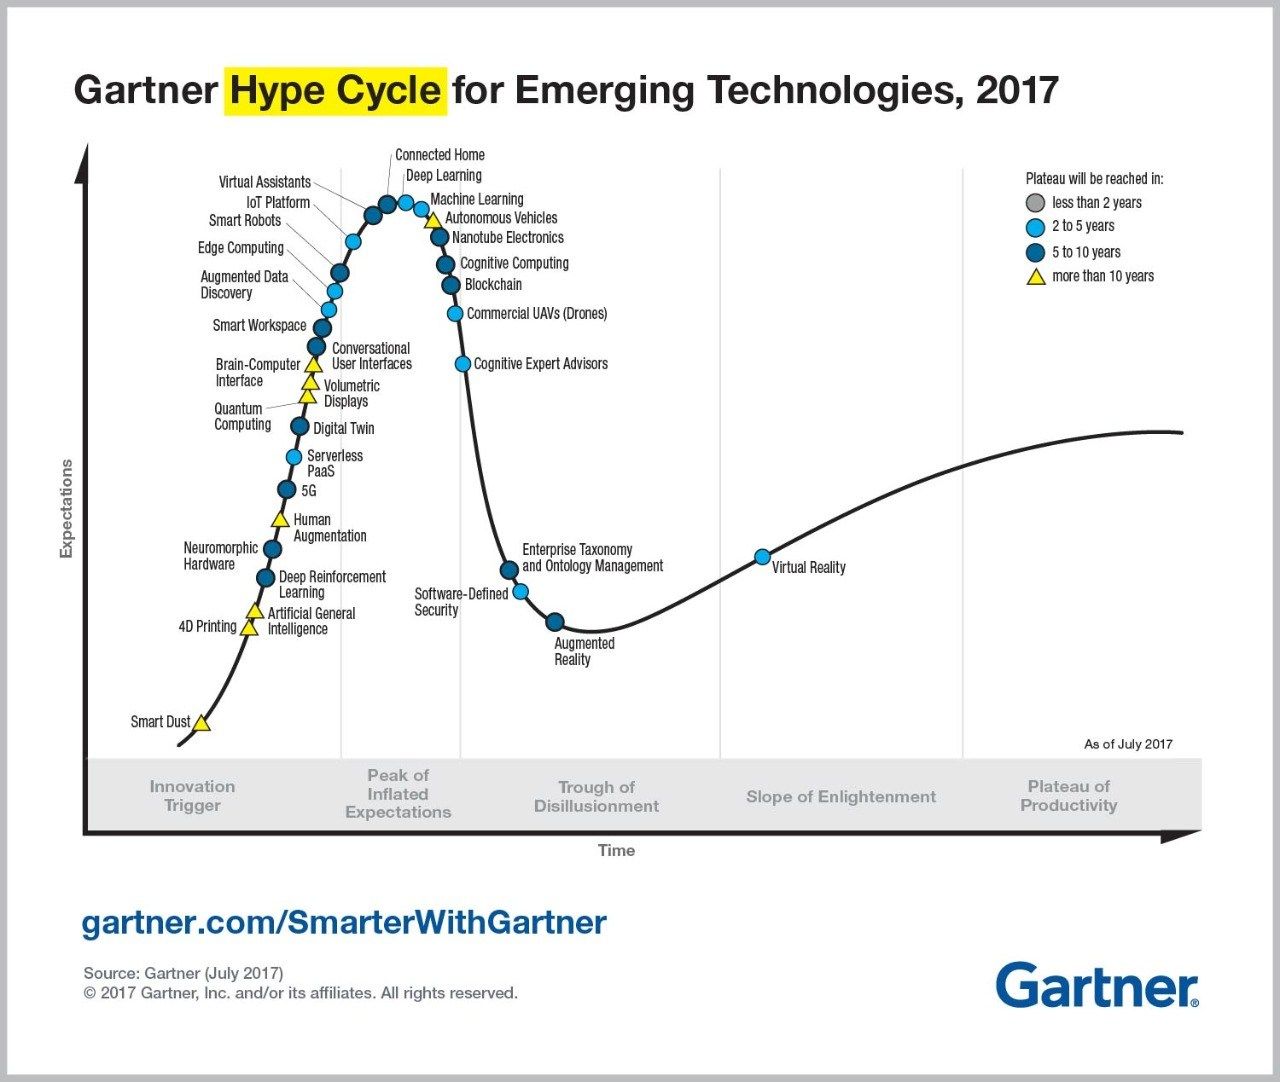 Gartner Hype Cycle for Emerging Technologies, 2017
Connected Home
Deep Learning
Virtual Assistants
Machine Learning
IoT Platform
Autonomous Vehicles
Smart Robots
Nanotube Electronics
Edge Computing
Cognitive Computing
Augmented Data
Discovery
Blockchain
Commercial UAVs (Drones)
Smart Workspace
Conversational
User Interfaces
Cognitive Expert Advisors
Brain-Computer
Interface
Volumetric
Displays
Quantum
Computing
Digital Twin
Serverless
PaaS
5G
Human
Augmentation
Neuromorphic
Hardware
Deep Reinforcement
Learning
Artificial General
Intelligence
4D Printing
Smart Dust
Enterprise Taxonomy
and Ontology Management
Software-Defined
Security
Augmented
Reality
Virtual Reality
Plateau will be reached in:
less than 2 years
2 to 5 years
5 to 10 years
more than 10 years
Expectations
As of July 2017
Innovation
Trigger
Peak of
Inflated
Expectations
Trough of
Disillusionment
Slope of Enlightenment
Plateau of
Productivity
Time
gartner.com/SmarterWithGartner
Source: Gartner (July 2017)
© 2017 Gartner, Inc. and/or its affiliates. All rights reserved.
Gartner®